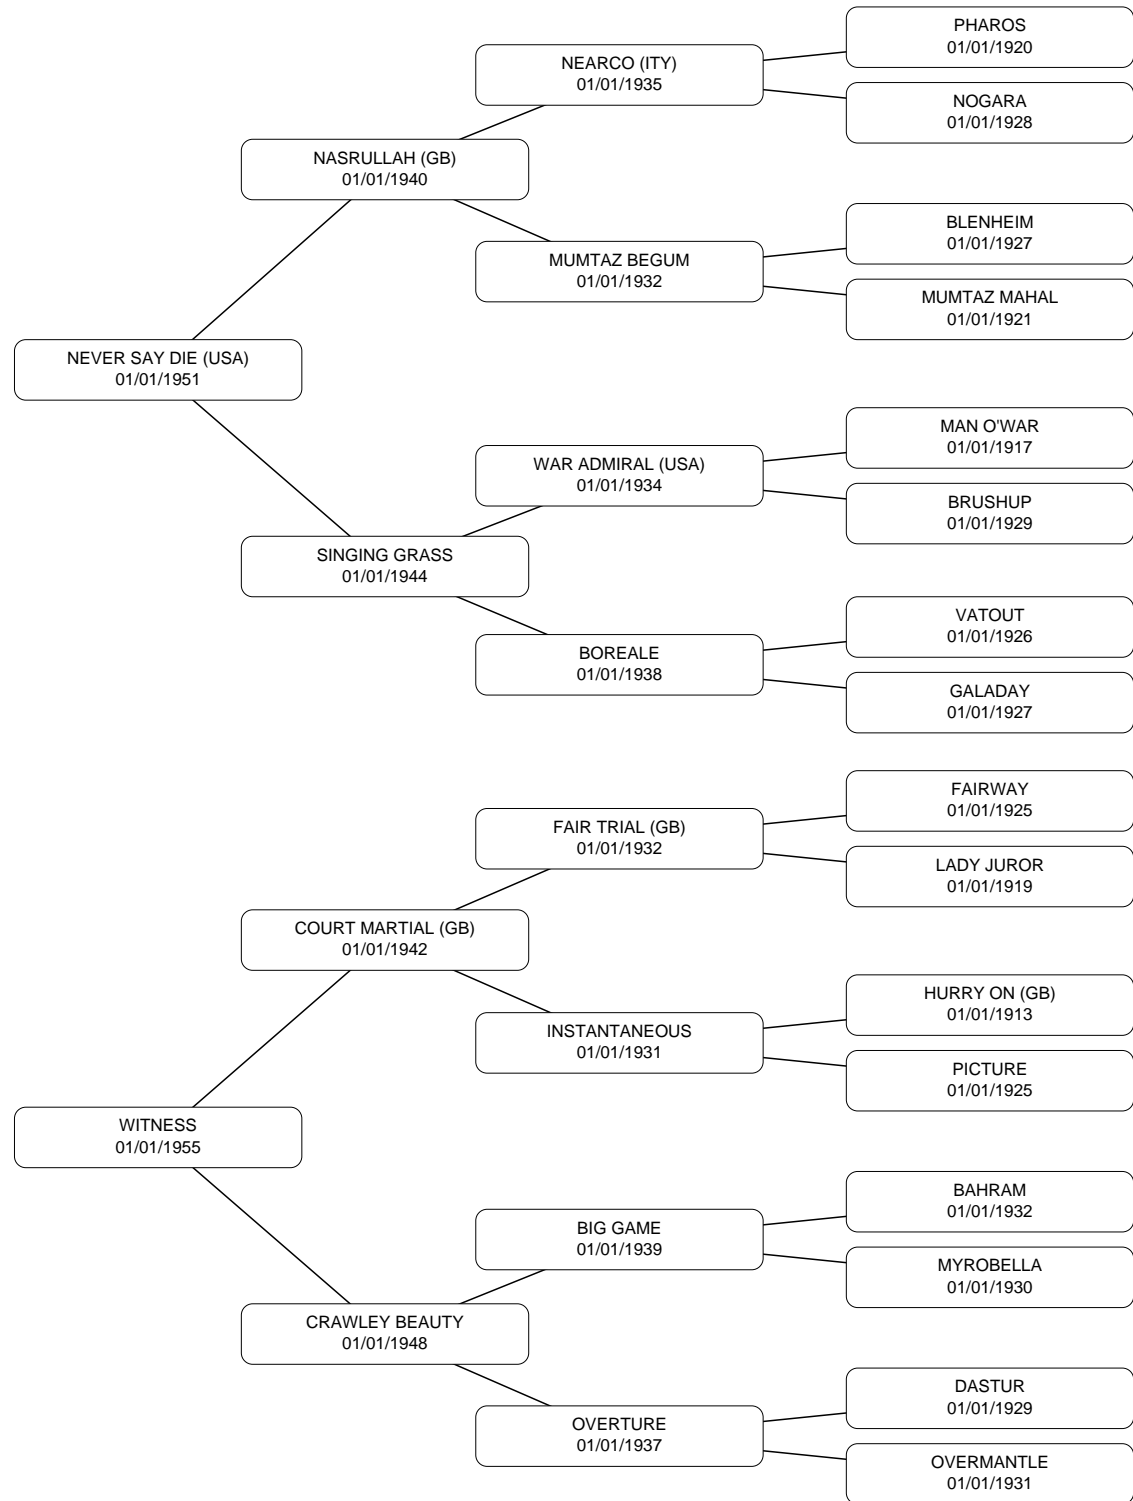 PHAROS
01/01/1920
NEARCO (ITY)
01/01/1935
NOGARA
01/01/1928
NASRULLAH (GB)
01/01/1940
BLENHEIM
01/01/1927
MUMTAZ BEGUM
01/01/1932
MUMTAZ MAHAL
01/01/1921
NEVER SAY DIE (USA)
01/01/1951
MAN O'WAR
01/01/1917
WAR ADMIRAL (USA)
01/01/1934
BRUSHUP
01/01/1929
SINGING GRASS
01/01/1944
VATOUT
01/01/1926
BOREALE
01/01/1938
GALADAY
01/01/1927
FAIRWAY
01/01/1925
FAIR TRIAL (GB)
01/01/1932
LADY JUROR
01/01/1919
COURT MARTIAL (GB)
01/01/1942
HURRY ON (GB)
01/01/1913
INSTANTANEOUS
01/01/1931
PICTURE
01/01/1925
WITNESS
01/01/1955
BAHRAM
01/01/1932
BIG GAME
01/01/1939
MYROBELLA
01/01/1930
CRAWLEY BEAUTY
01/01/1948
DASTUR
01/01/1929
OVERTURE
01/01/1937
OVERMANTLE
01/01/1931